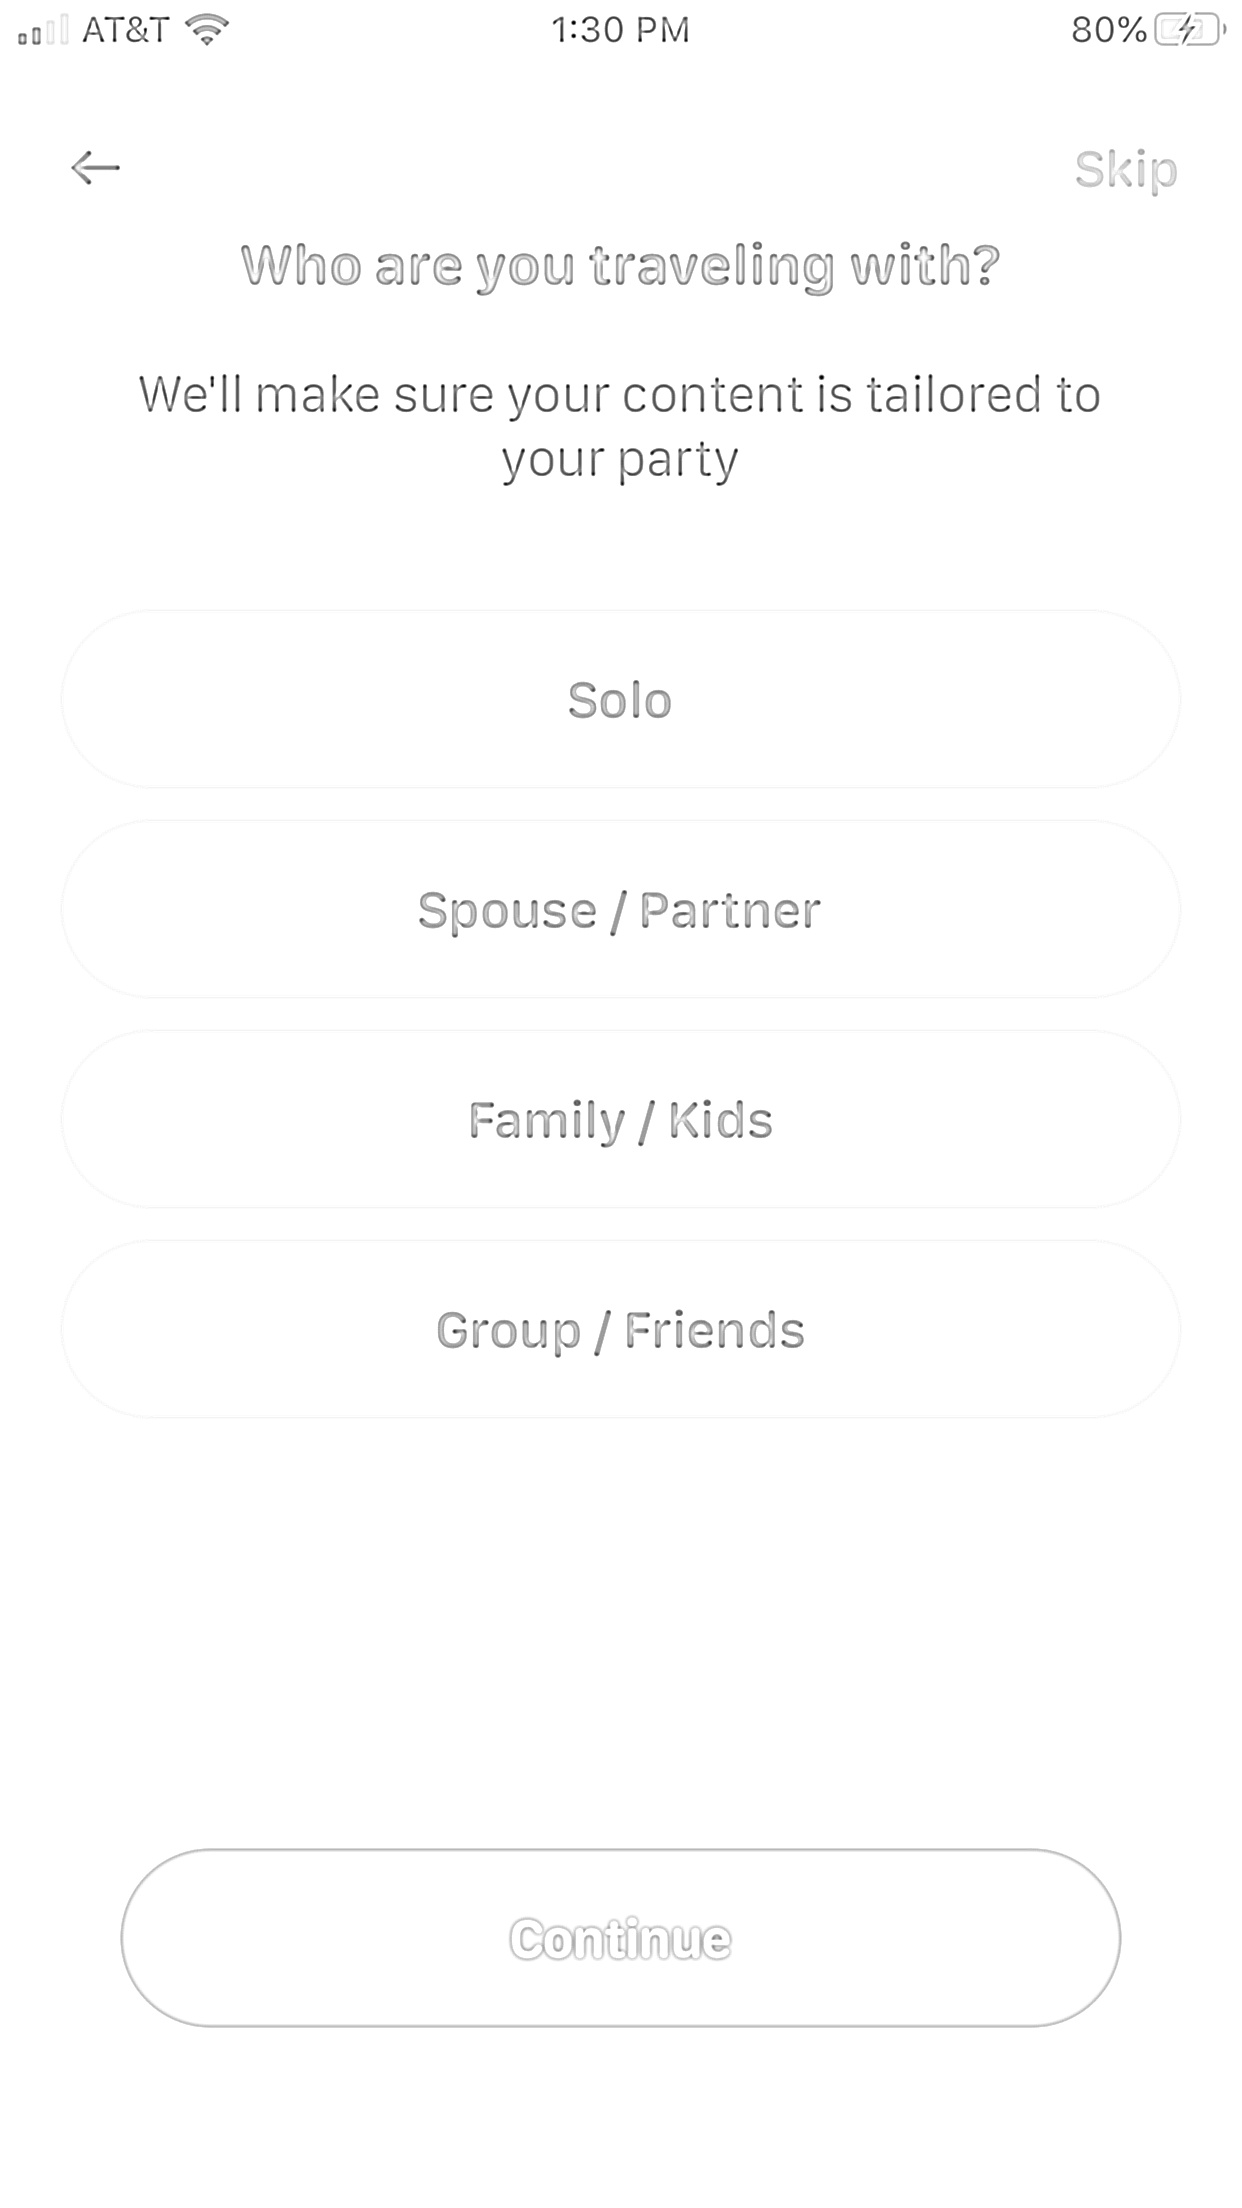 AT&T 1:30 PM 80%
Skip
Who are you traveling with?
We'll make sure your content is tailored to
your party
Solo
Spouse / Partner
Family / Kids
Group / Friends
Continue